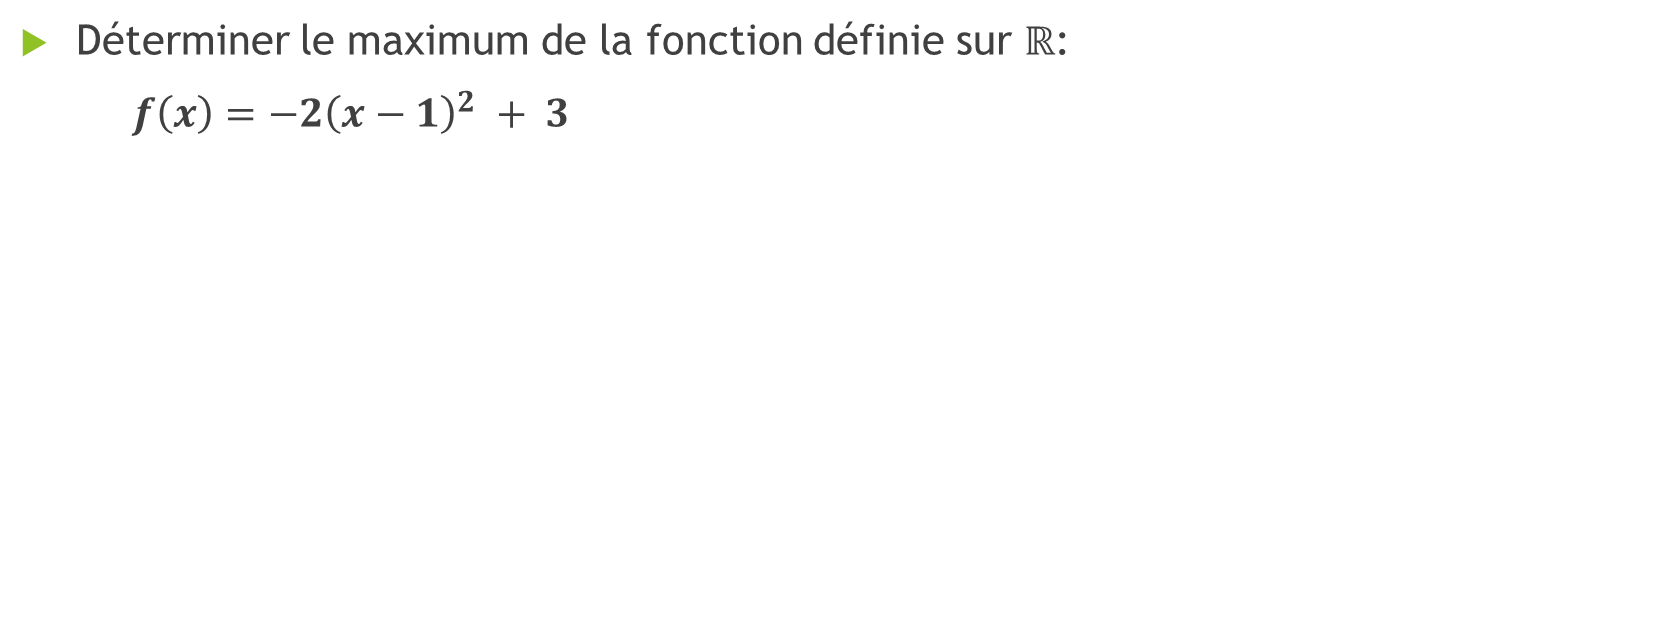 Déterminer le maximum de la fonction définie sur ℝ:
f(x) = −2(x − 1)² + 3